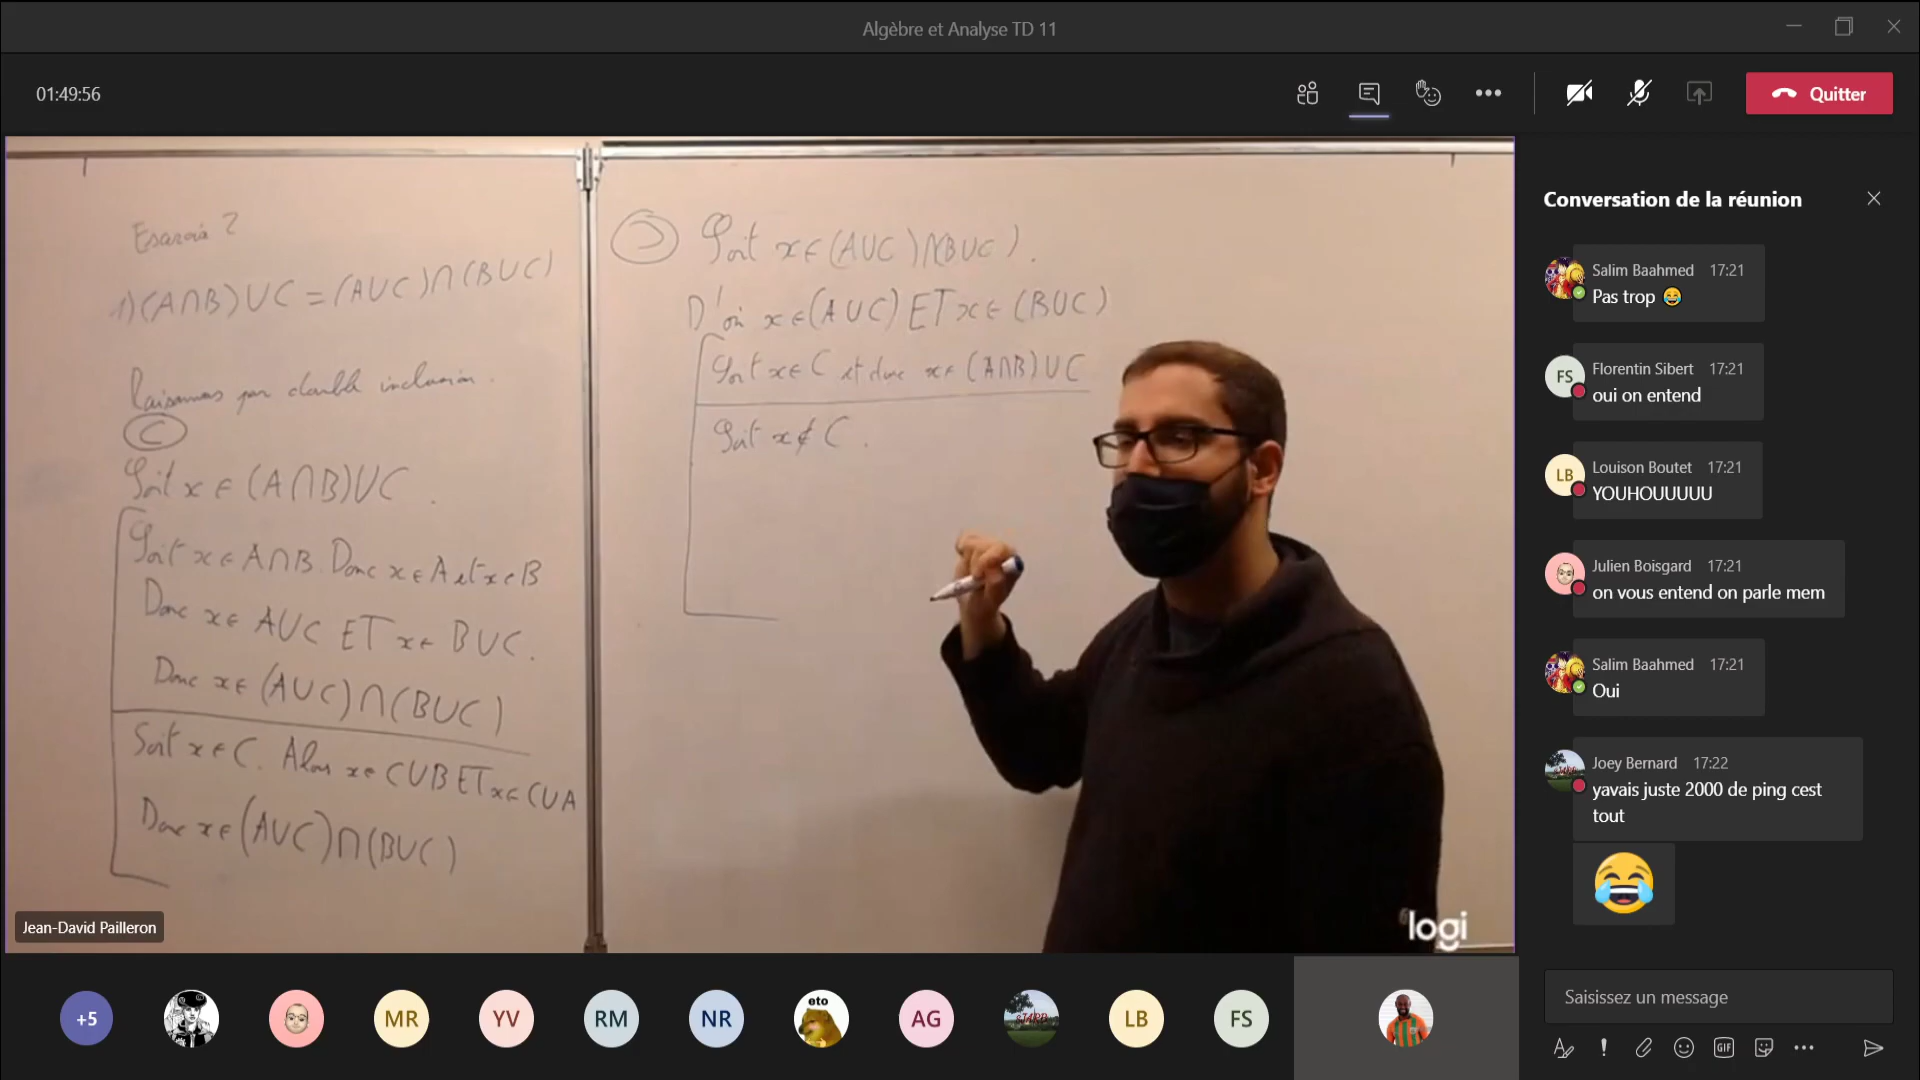 Algèbre et Analyse TD 11
01:49:56
Quitter
Exercice 2
1) (A∩B)∪C = (A∪C)∩(B∪C)
Raisonnons par double inclusion.
⊂
Soit x ∈ (A∩B)∪C.
Soit x ∈ A∩B. Donc x ∈ A et x ∈ B
Donc x ∈ A∪C ET x ∈ B∪C.
Donc x ∈ (A∪C)∩(B∪C)
Soit x ∈ C. Alors x ∈ C∪B ET x ∈ C∪A
Donc x ∈ (A∪C)∩(B∪C)
⊃ Soit x ∈ (A∪C)∩(B∪C).
D'où x ∈ (A∪C) ET x ∈ (B∪C)
Soit x ∈ C et donc x ∈ (A∩B)∪C
Soit x ∉ C.
logi
Jean-David Pailleron
Conversation de la réunion
Salim Baahmed 17:21
Pas trop 😂
FS
Florentin Sibert 17:21
oui on entend
LB
Louison Boutet 17:21
YOUHOUUUUU
Julien Boisgard 17:21
on vous entend on parle mem
Salim Baahmed 17:21
Oui
Joey Bernard 17:22
yavais juste 2000 de ping cest
tout
😂
Saisissez un message
GIF
+5
MR
YV
RM
NR
eto
AG
LB
FS